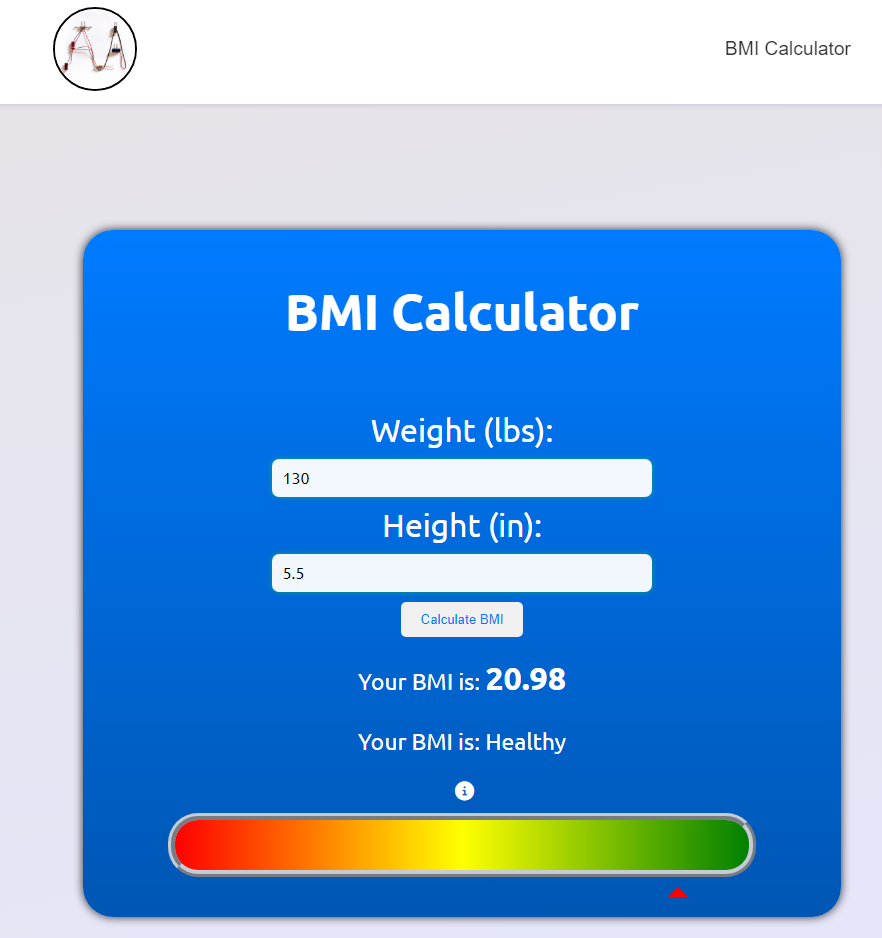 AA
BMI Calculator
BMI Calculator
Weight (lbs):
130
Height (in):
5.5
Calculate BMI
Your BMI is: 20.98
Your BMI is: Healthy